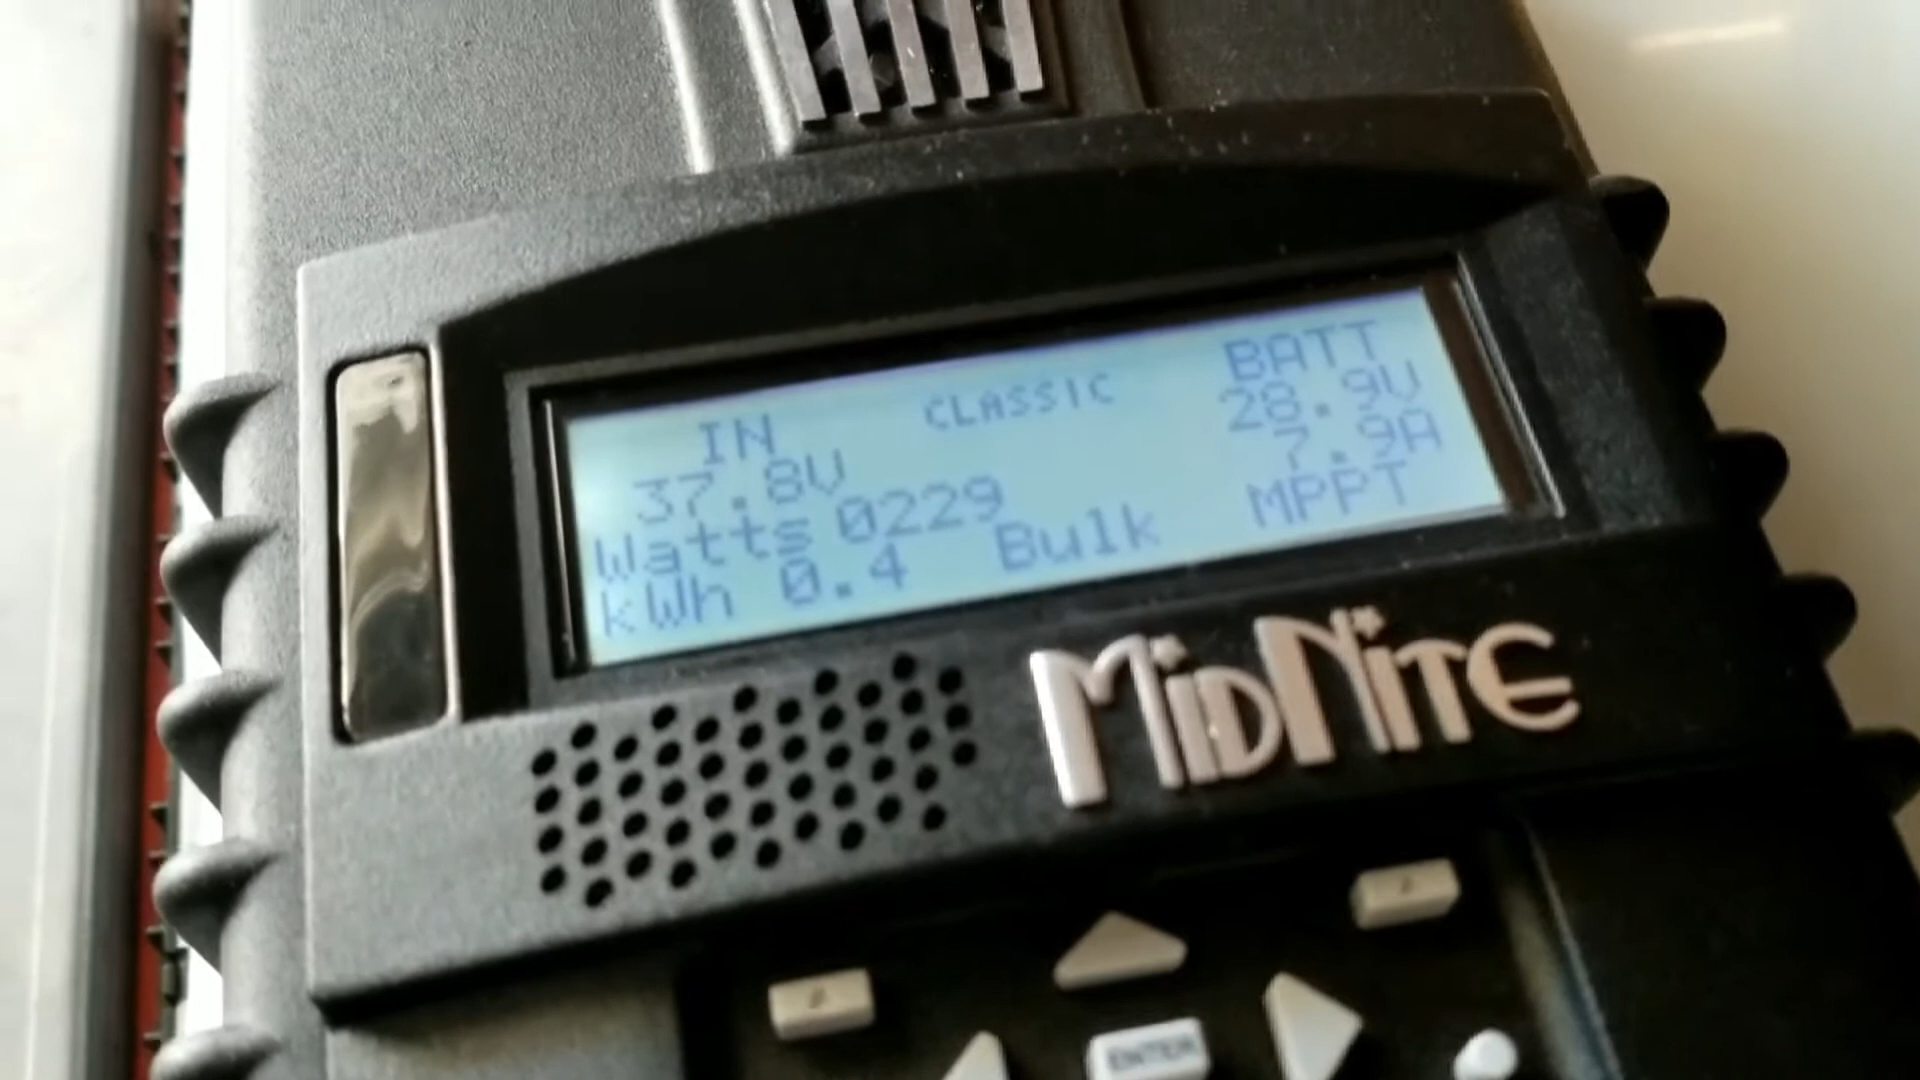 IN CLASSIC BATT
37.8V 28.9V
Watts 0229 7.9A
kWh 0.4 Bulk MPPT
MIDNITE
ENTER